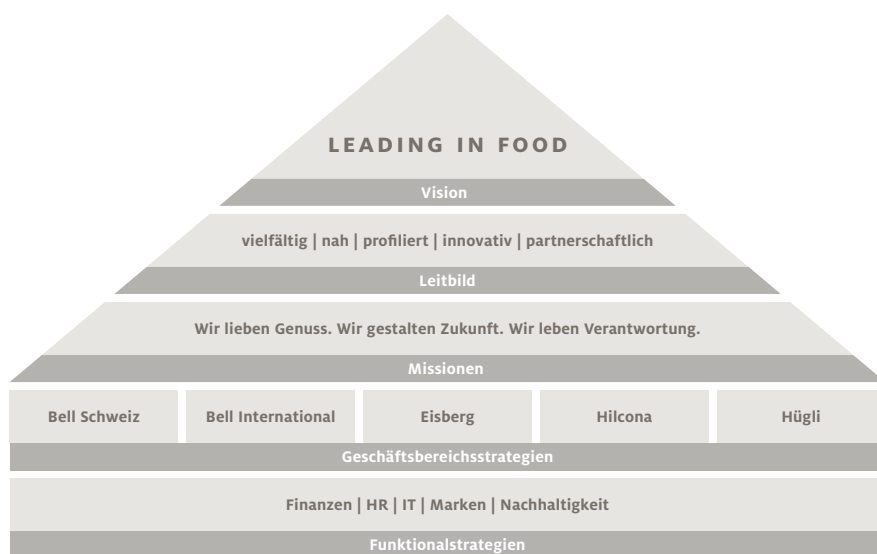 LEADING IN FOOD
Vision
vielfältig | nah | profiliert | innovativ | partnerschaftlich
Leitbild
Wir lieben Genuss. Wir gestalten Zukunft. Wir leben Verantwortung.
Missionen
Bell Schweiz
Bell International
Eisberg
Hilcona
Hügli
Geschäftsbereichsstrategien
Finanzen | HR | IT | Marken | Nachhaltigkeit
Funktionalstrategien